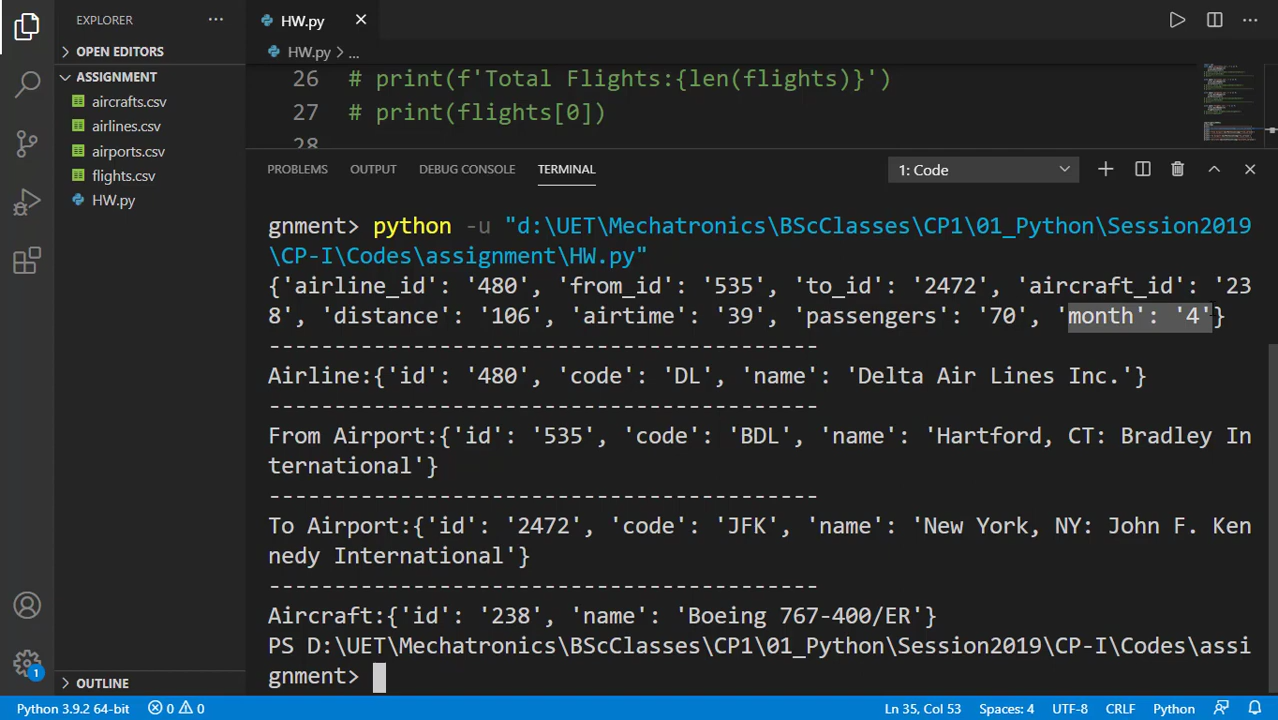 EXPLORER
···
HW.py
···
OPEN EDITORS
HW.py > ...
ASSIGNMENT
aircrafts.csv
airlines.csv
airports.csv
flights.csv
HW.py
26 # print(f'Total Flights:{len(flights)}')
27 # print(flights[0])
28
PROBLEMS OUTPUT DEBUG CONSOLE TERMINAL 1: Code
gnment> python -u "d:\UET\Mechatronics\BScClasses\CP1\01_Python\Session2019
\CP-I\Codes\assignment\HW.py"
{'airline_id': '480', 'from_id': '535', 'to_id': '2472', 'aircraft_id': '23
8', 'distance': '106', 'airtime': '39', 'passengers': '70', 'month': '4'}
------------------------------------------
Airline:{'id': '480', 'code': 'DL', 'name': 'Delta Air Lines Inc.'}
------------------------------------------
From Airport:{'id': '535', 'code': 'BDL', 'name': 'Hartford, CT: Bradley In
ternational'}
------------------------------------------
To Airport:{'id': '2472', 'code': 'JFK', 'name': 'New York, NY: John F. Ken
nedy International'}
------------------------------------------
Aircraft:{'id': '238', 'name': 'Boeing 767-400/ER'}
PS D:\UET\Mechatronics\BScClasses\CP1\01_Python\Session2019\CP-I\Codes\assi
gnment>
1
OUTLINE
Python 3.9.2 64-bit 0 0 Ln 35, Col 53 Spaces: 4 UTF-8 CRLF Python